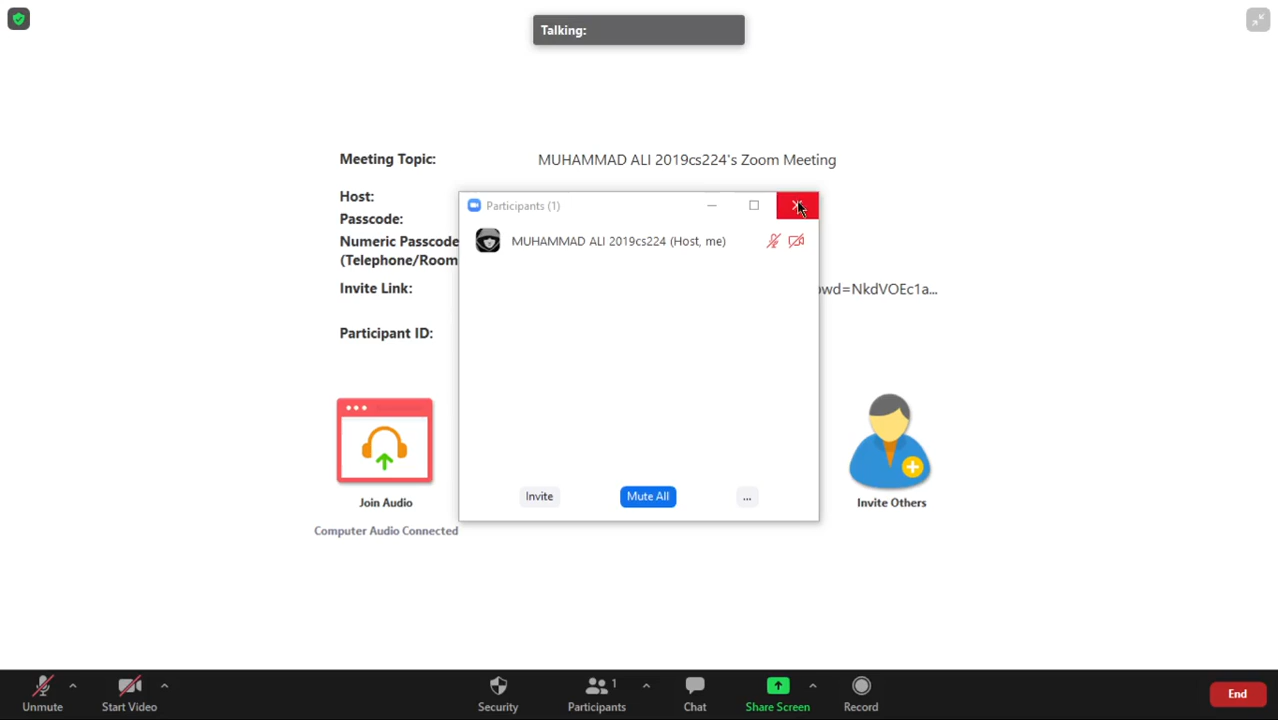 Talking:
Meeting Topic: MUHAMMAD ALI 2019cs224's Zoom Meeting
Host:
Passcode:
Numeric Passcode
(Telephone/Room
Invite Link: pwd=NkdVOEc1a...
Participant ID:
Participants (1)
MUHAMMAD ALI 2019cs224 (Host, me)
Invite
Mute All
...
Join Audio
Computer Audio Connected
Invite Others
Unmute
Start Video
Security
Participants 1
Chat
Share Screen
Record
End